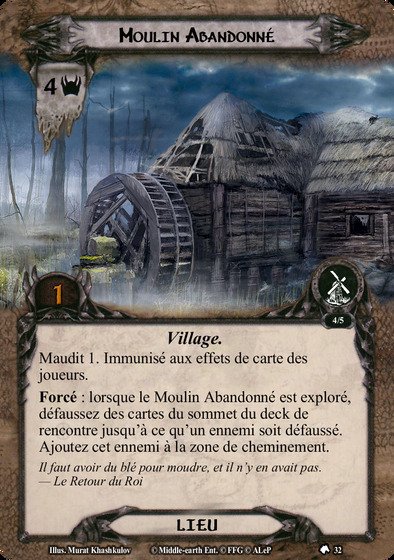 Moulin Abandonné
4
1
4/5
Village.
Maudit 1. Immunisé aux effets de carte des
joueurs.
Forcé : lorsque le Moulin Abandonné est exploré,
défaussez des cartes du sommet du deck de
rencontre jusqu'à ce qu'un ennemi soit défaussé.
Ajoutez cet ennemi à la zone de cheminement.
Il faut avoir du blé pour moudre, et il n'y en avait pas.
— Le Retour du Roi
LIEU
Illus. Murat Khashkulov © Middle-earth Ent. © FFG © ALeP 32